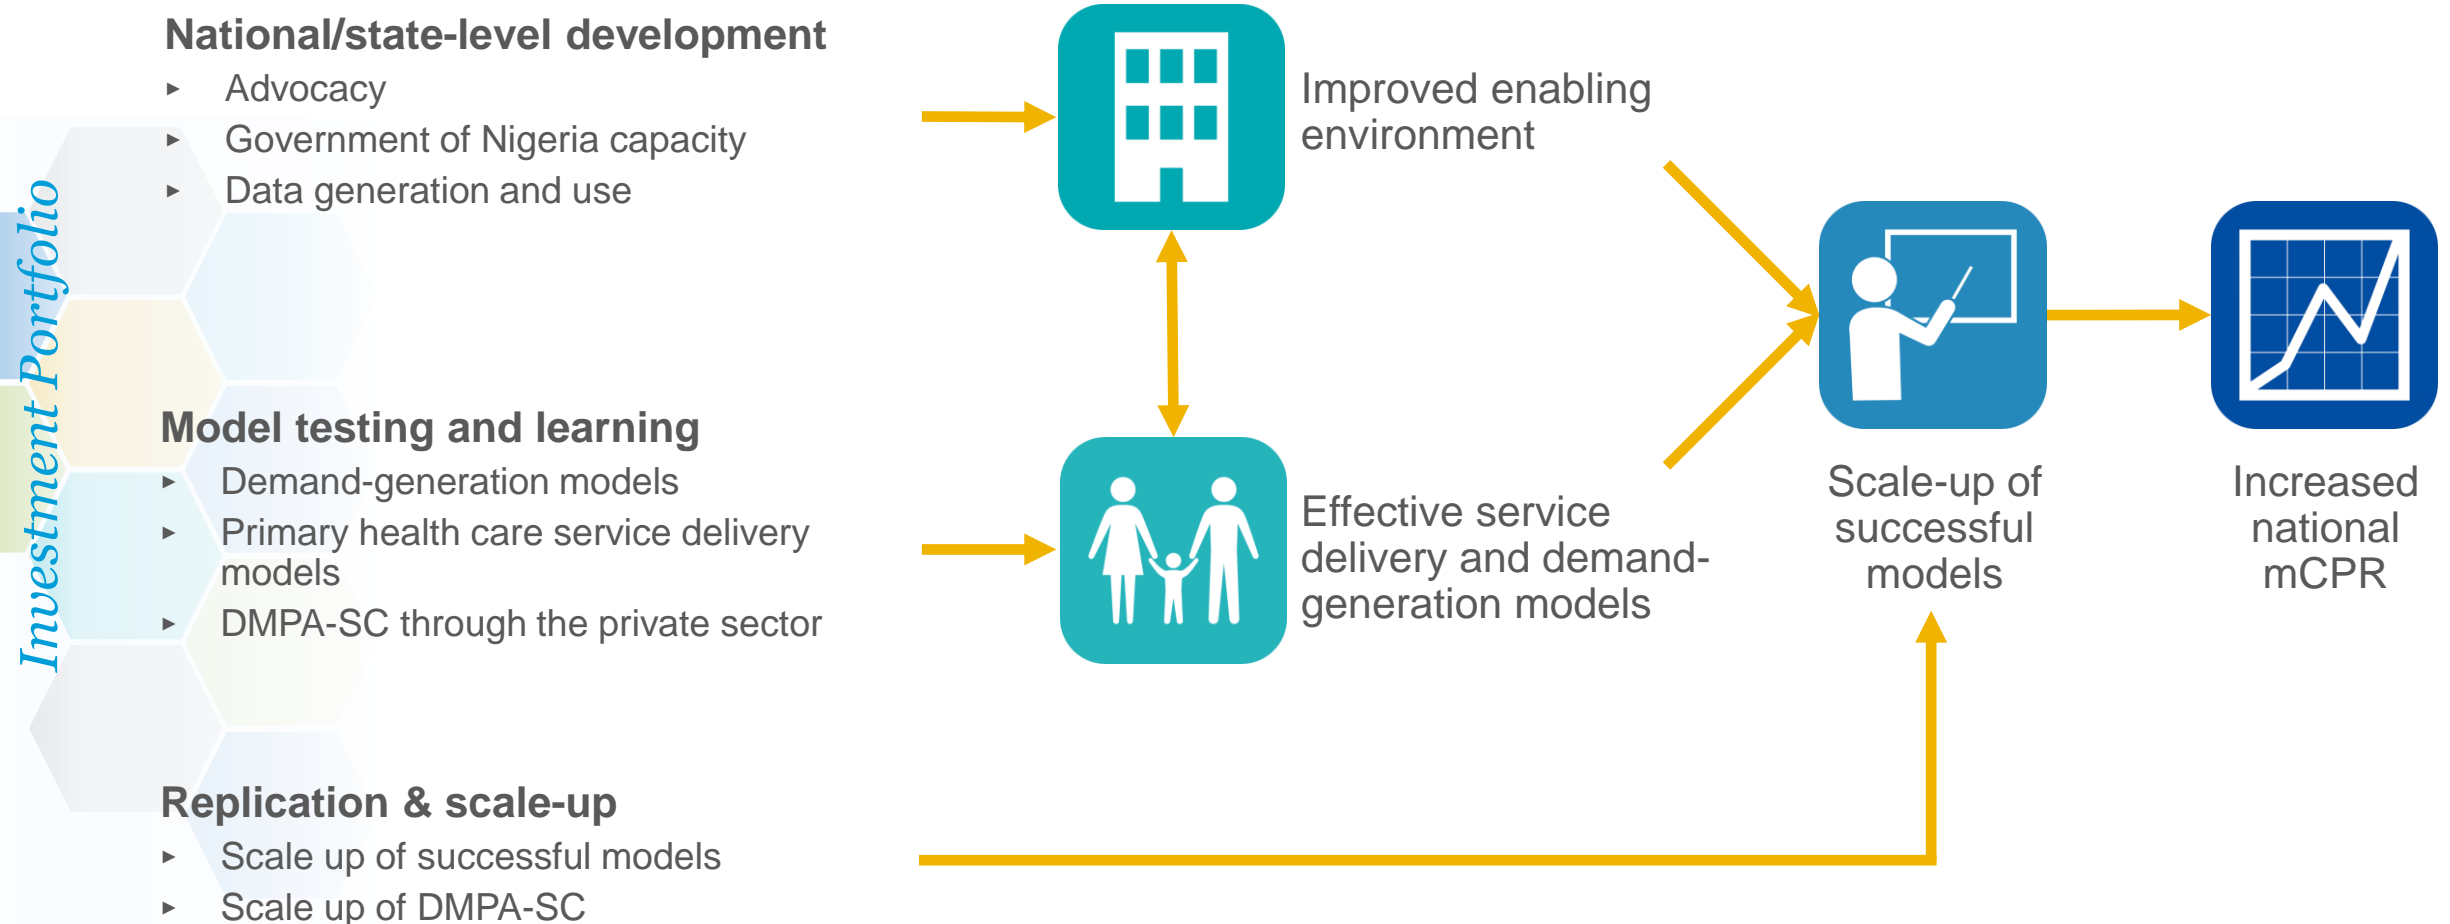 Investment Portfolio
National/state-level development
► Advocacy
► Government of Nigeria capacity
► Data generation and use
Improved enabling
environment
Model testing and learning
► Demand-generation models
► Primary health care service delivery
models
► DMPA-SC through the private sector
Effective service
delivery and demand-
generation models
Scale-up of
successful
models
Increased
national
mCPR
Replication & scale-up
► Scale up of successful models
► Scale up of DMPA-SC